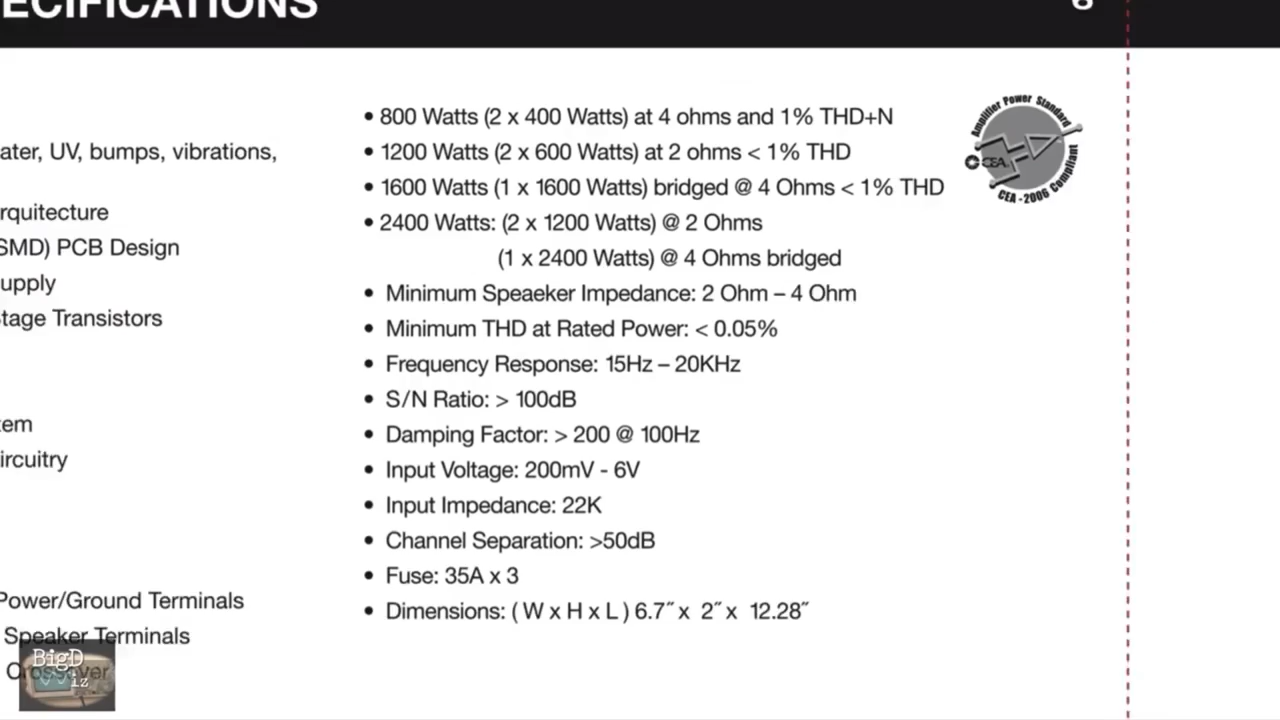 ECIFICATIONS
6
ater, UV, bumps, vibrations,
rquitecture
SMD) PCB Design
upply
tage Transistors
tem
ircuitry
Power/Ground Terminals
Speaker Terminals
Crossover
• 800 Watts (2 x 400 Watts) at 4 ohms and 1% THD+N
• 1200 Watts (2 x 600 Watts) at 2 ohms < 1% THD
• 1600 Watts (1 x 1600 Watts) bridged @ 4 Ohms < 1% THD
• 2400 Watts: (2 x 1200 Watts) @ 2 Ohms
(1 x 2400 Watts) @ 4 Ohms bridged
• Minimum Speaeker Impedance: 2 Ohm – 4 Ohm
• Minimum THD at Rated Power: < 0.05%
• Frequency Response: 15Hz – 20KHz
• S/N Ratio: > 100dB
• Damping Factor: > 200 @ 100Hz
• Input Voltage: 200mV - 6V
• Input Impedance: 22K
• Channel Separation: >50dB
• Fuse: 35A x 3
• Dimensions: ( W x H x L ) 6.7˝ x 2˝ x 12.28˝
Amplifier Power Standard
CEA
CEA - 2006 Compliant
BigD
Wiz